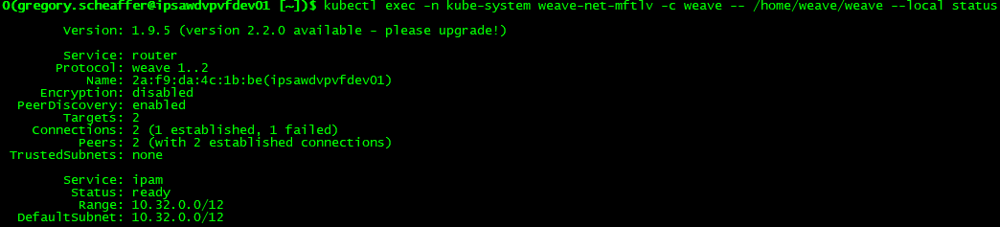 0(gregory.scheaffer@ipsawdvpvfdev01 [~])$ kubectl exec -n kube-system weave-net-mftlv -c weave -- /home/weave/weave --local status
Version: 1.9.5 (version 2.2.0 available - please upgrade!)
Service: router
Protocol: weave 1..2
Name: 2a:f9:da:4c:1b:be(ipsawdvpvfdev01)
Encryption: disabled
PeerDiscovery: enabled
Targets: 2
Connections: 2 (1 established, 1 failed)
Peers: 2 (with 2 established connections)
TrustedSubnets: none
Service: ipam
Status: ready
Range: 10.32.0.0/12
DefaultSubnet: 10.32.0.0/12